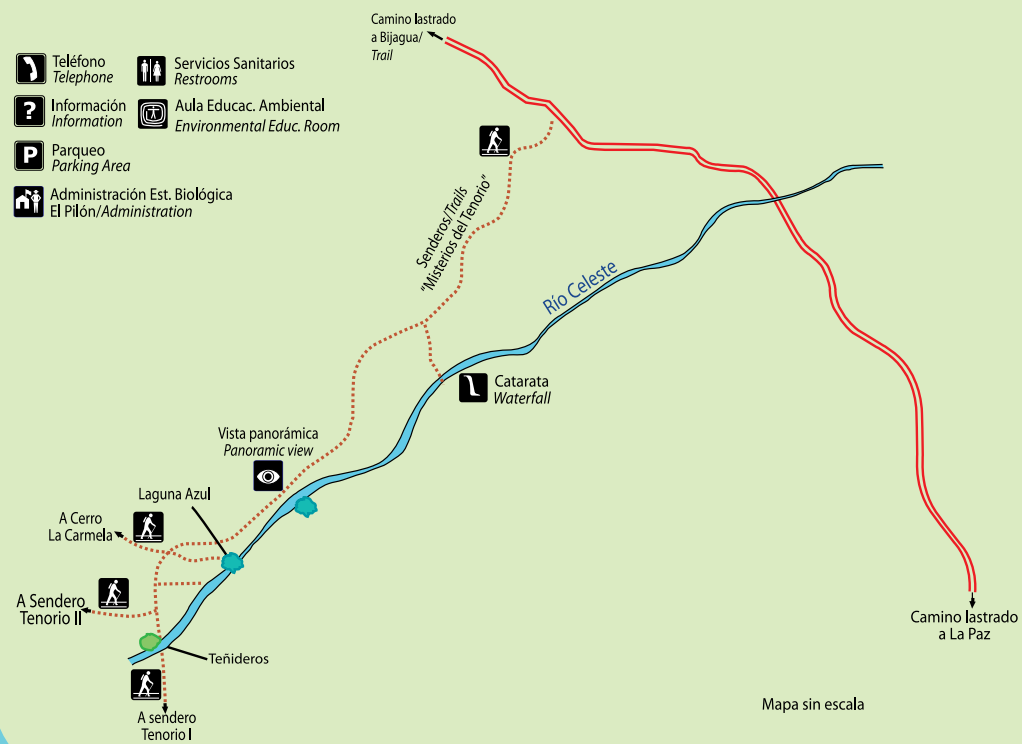 Camino lastrado
a Bijagua/
Trail
Teléfono
Telephone
Servicios Sanitarios
Restrooms
?
Información
Information
Aula Educac. Ambiental
Environmental Educ. Room
P
Parqueo
Parking Area
Administración Est. Biológica
El Pilón/Administration
Senderos/Trails
"Misterios del Tenorio"
Río Celeste
Catarata
Waterfall
Vista panorámica
Panoramic view
Laguna Azul
A Cerro
La Carmela
A Sendero
Tenorio II
Teñideros
A sendero
Tenorio I
Camino lastrado
a La Paz
Mapa sin escala